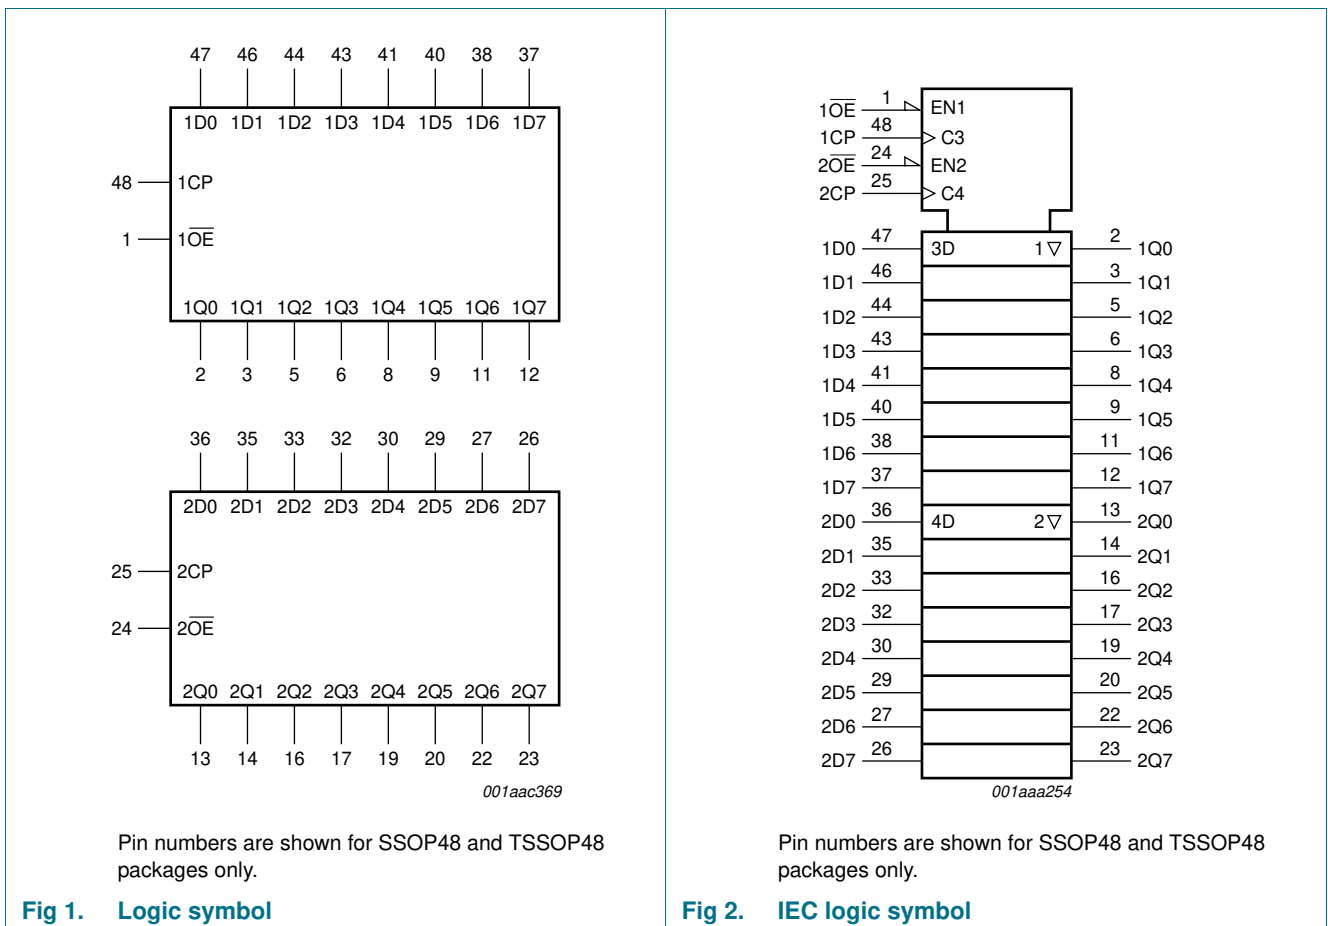 47 46 44 43 41 40 38 37
1D0 1D1 1D2 1D3 1D4 1D5 1D6 1D7
48 1CP
1 1O̅E̅
1Q0 1Q1 1Q2 1Q3 1Q4 1Q5 1Q6 1Q7
2 3 5 6 8 9 11 12
36 35 33 32 30 29 27 26
2D0 2D1 2D2 2D3 2D4 2D5 2D6 2D7
25 2CP
24 2O̅E̅
2Q0 2Q1 2Q2 2Q3 2Q4 2Q5 2Q6 2Q7
13 14 16 17 19 20 22 23
001aac369
Pin numbers are shown for SSOP48 and TSSOP48
packages only.
Fig 1. Logic symbol
1O̅E̅ 1 EN1
1CP 48 C3
2O̅E̅ 24 EN2
2CP 25 C4
1D0 47 3D 1 ▽ 2 1Q0
1D1 46 3 1Q1
1D2 44 5 1Q2
1D3 43 6 1Q3
1D4 41 8 1Q4
1D5 40 9 1Q5
1D6 38 11 1Q6
1D7 37 12 1Q7
2D0 36 4D 2 ▽ 13 2Q0
2D1 35 14 2Q1
2D2 33 16 2Q2
2D3 32 17 2Q3
2D4 30 19 2Q4
2D5 29 20 2Q5
2D6 27 22 2Q6
2D7 26 23 2Q7
001aaa254
Pin numbers are shown for SSOP48 and TSSOP48
packages only.
Fig 2. IEC logic symbol